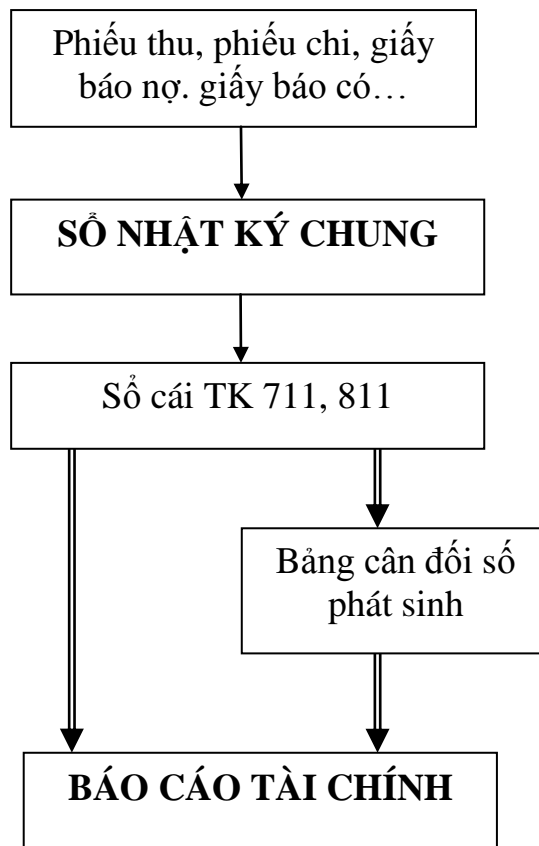 Phiếu thu, phiếu chi, giấy
báo nợ. giấy báo có…
SỔ NHẬT KÝ CHUNG
Sổ cái TK 711, 811
Bảng cân đối số
phát sinh
BÁO CÁO TÀI CHÍNH